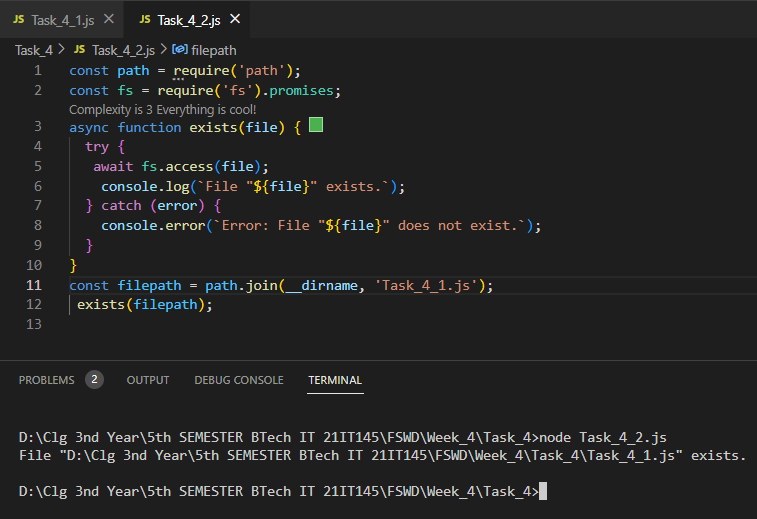 JS Task_4_1.js × JS Task_4_2.js ×
Task_4 > JS Task_4_2.js > filepath
1 const path = require('path');
2 const fs = require('fs').promises;
Complexity is 3 Everything is cool!
3 async function exists(file) {
4 try {
5 await fs.access(file);
6 console.log(`File "${file}" exists.`);
7 } catch (error) {
8 console.error(`Error: File "${file}" does not exist.`);
9 }
10 }
11 const filepath = path.join(__dirname, 'Task_4_1.js');
12 exists(filepath);
13
PROBLEMS 2 OUTPUT DEBUG CONSOLE TERMINAL
D:\Clg 3nd Year\5th SEMESTER BTech IT 21IT145\FSWD\Week_4\Task_4>node Task_4_2.js
File "D:\Clg 3nd Year\5th SEMESTER BTech IT 21IT145\FSWD\Week_4\Task_4\Task_4_1.js" exists.
D:\Clg 3nd Year\5th SEMESTER BTech IT 21IT145\FSWD\Week_4\Task_4>